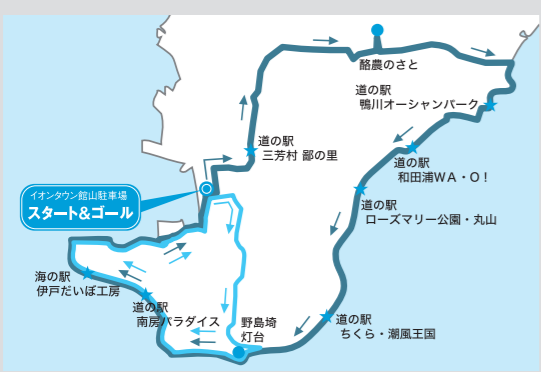 酪農のさと
道の駅
鴨川オーシャンパーク
道の駅
三芳村 鄙の里
道の駅
和田浦WA・O！
イオンタウン館山駐車場
スタート&ゴール
道の駅
ローズマリー公園・丸山
海の駅
伊戸だいぼ工房
道の駅
南房パラダイス
野島埼
灯台
道の駅
ちくら・潮風王国